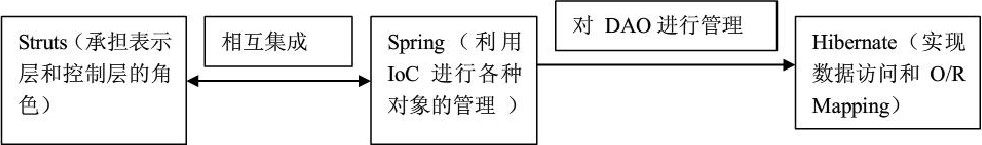 Struts（承担表示
层和控制层的角
色）
相互集成
Spring（利用
IoC 进行各种
对象的管理 ）
对 DAO 进行管理
Hibernate（实现
数据访问和 O/R
Mapping）